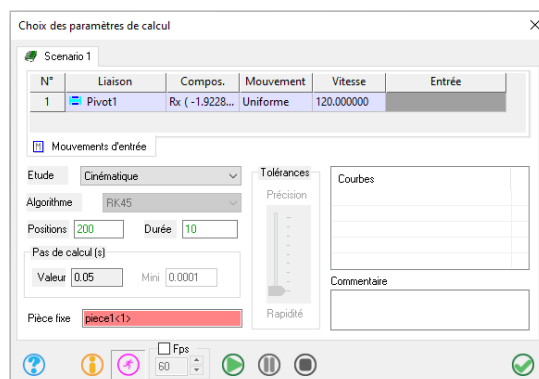 Choix des paramètres de calcul
Scenario 1
N° Liaison Compos. Mouvement Vitesse Entrée
1 Pivot1 Rx ( -1.9228... Uniforme 120.000000
M Mouvements d'entrée
Etude Cinématique
Algorithme RK45
Positions 200 Durée 10
Pas de calcul (s)
Valeur 0.05 Mini 0.0001
Pièce fixe piece1<1>
Tolérances
Précision
Rapidité
Courbes
Commentaire
Fps
60